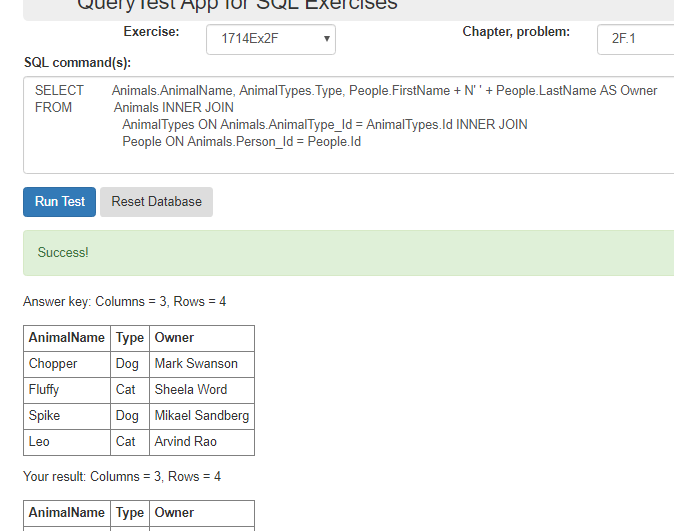 QueryTest App for SQL Exercises
Exercise: 1714Ex2F Chapter, problem: 2F.1
SQL command(s):
SELECT Animals.AnimalName, AnimalTypes.Type, People.FirstName + N' ' + People.LastName AS Owner
FROM Animals INNER JOIN
AnimalTypes ON Animals.AnimalType_Id = AnimalTypes.Id INNER JOIN
People ON Animals.Person_Id = People.Id
Run Test Reset Database
Success!
Answer key: Columns = 3, Rows = 4
AnimalName Type Owner
Chopper Dog Mark Swanson
Fluffy Cat Sheela Word
Spike Dog Mikael Sandberg
Leo Cat Arvind Rao
Your result: Columns = 3, Rows = 4
AnimalName Type Owner